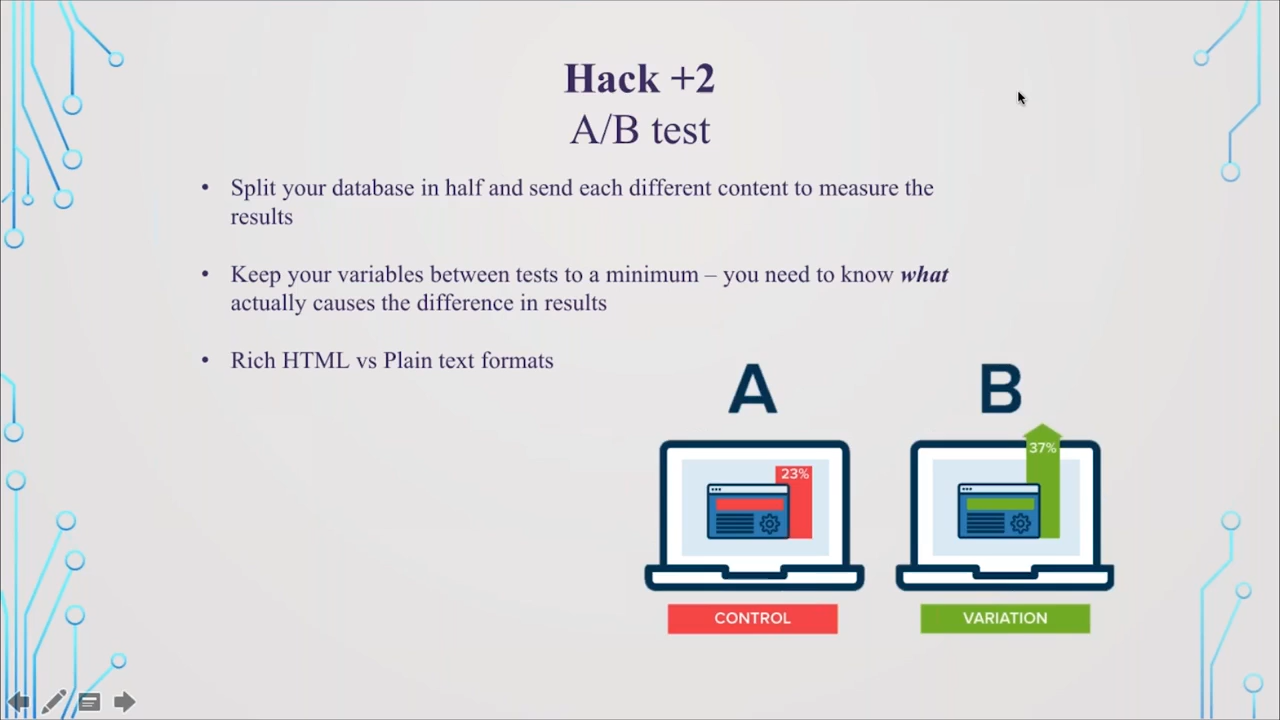 Hack +2
A/B test
• Split your database in half and send each different content to measure the
results
• Keep your variables between tests to a minimum – you need to know what
actually causes the difference in results
• Rich HTML vs Plain text formats
A B
23% 37%
CONTROL VARIATION